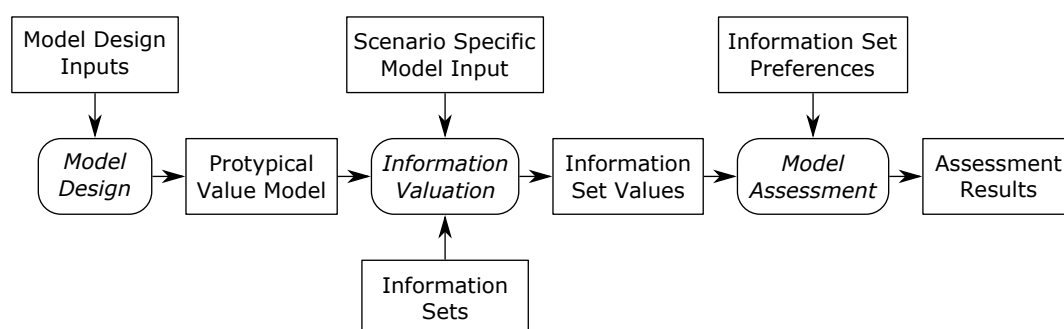 Model Design
Inputs
Scenario Specific
Model Input
Information Set
Preferences
Model
Design
Protypical
Value Model
Information
Valuation
Information
Set Values
Model
Assessment
Assessment
Results
Information
Sets